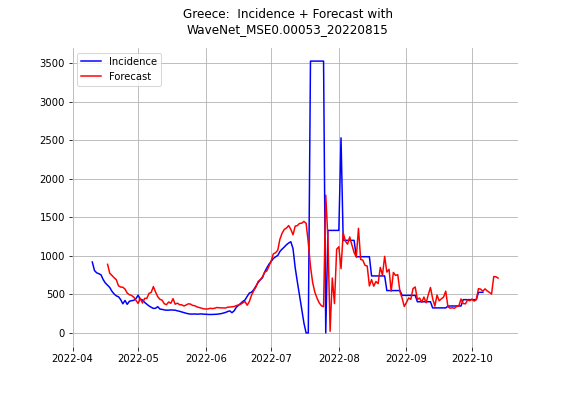 Greece:  Incidence + Forecast with
WaveNet_MSE0.00053_20220815
Incidence
Forecast
3500
3000
2500
2000
1500
1000
500
0
2022-04 2022-05 2022-06 2022-07 2022-08 2022-09 2022-10